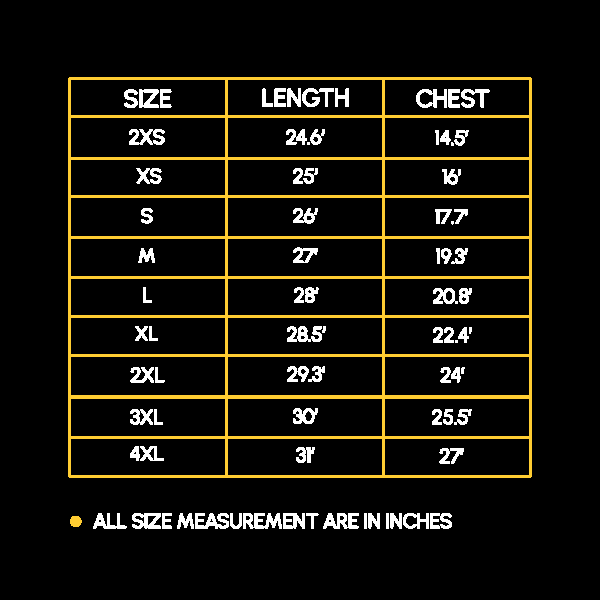 SIZE LENGTH CHEST
2XS 24.6' 14.5'
XS 25' 16'
S 26' 17.7'
M 27' 19.3'
L 28' 20.8'
XL 28.5' 22.4'
2XL 29.3' 24'
3XL 30' 25.5'
4XL 31' 27'
ALL SIZE MEASUREMENT ARE IN INCHES